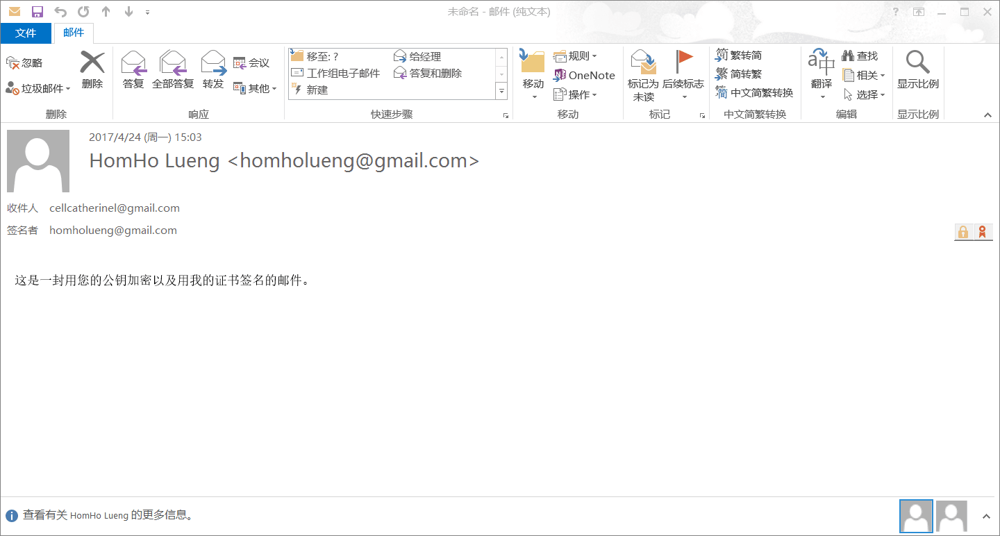 未命名 - 邮件 (纯文本)
?
文件 邮件
忽略
垃圾邮件
删除
删除
答复 全部答复 转发
会议
其他
响应
移至: ?
给经理
工作组电子邮件
答复和删除
新建
快速步骤
移动
规则
OneNote
操作
移动
标记为
未读
后续标志
标记
繁转简
简转繁
中文简繁转换
中文简繁转换
翻译
查找
相关
选择
编辑
显示比例
显示比例
2017/4/24 (周一) 15:03
HomHo Lueng <homholueng@gmail.com>
收件人 cellcatherinel@gmail.com
签名者 homholueng@gmail.com
这是一封用您的公钥加密以及用我的证书签名的邮件。
查看有关 HomHo Lueng 的更多信息。